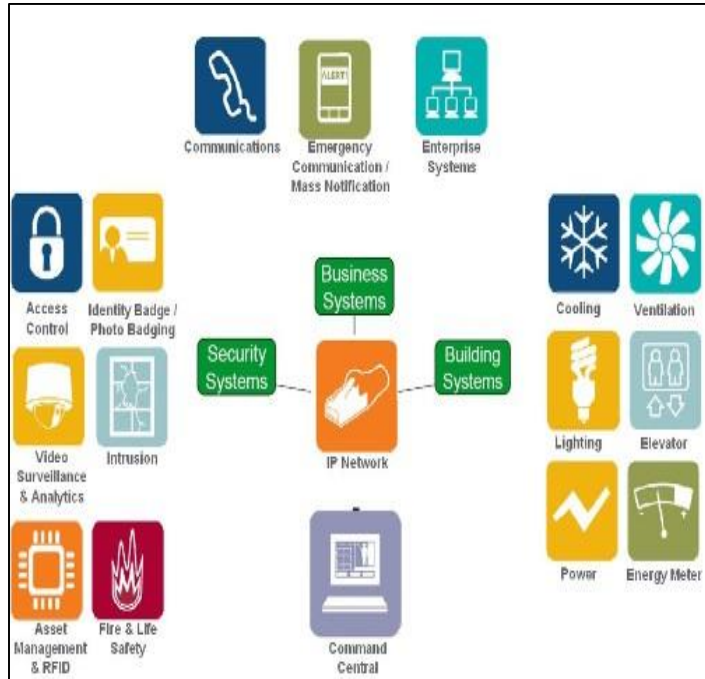 ALERT!
Communications
Emergency
Communication /
Mass Notification
Enterprise
Systems
Access
Control
Identity Badge /
Photo Badging
Business
Systems
Cooling
Ventilation
Security
Systems
Building
Systems
Video
Surveillance
& Analytics
Intrusion
IP Network
Lighting
Elevator
Asset
Management
& RFID
Fire & Life
Safety
Command
Central
Power
Energy Meter
- +